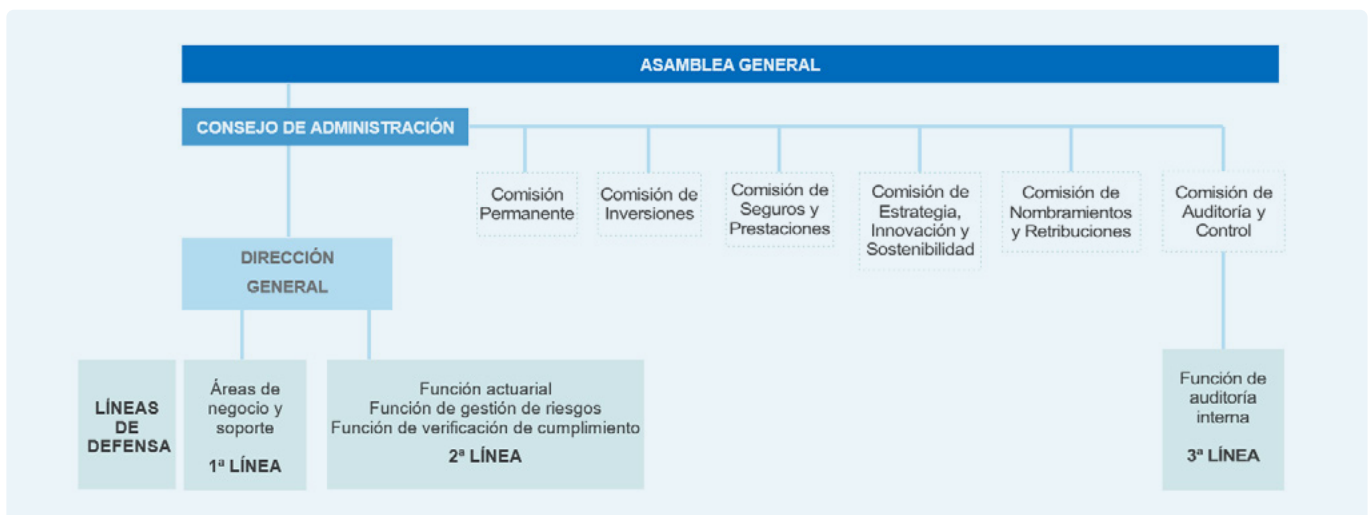 ASAMBLEA GENERAL
CONSEJO DE ADMINISTRACIÓN
Comisión
Permanente
Comisión de
Inversiones
Comisión de
Seguros y
Prestaciones
Comisión de
Estrategia,
Innovación y
Sostenibilidad
Comisión de
Nombramientos
y Retribuciones
Comisión de
Auditoría y
Control
DIRECCIÓN
GENERAL
LÍNEAS
DE
DEFENSA
Áreas de
negocio y
soporte
1ª LÍNEA
Función actuarial
Función de gestión de riesgos
Función de verificación de cumplimiento
2ª LÍNEA
Función de
auditoría
interna
3ª LÍNEA